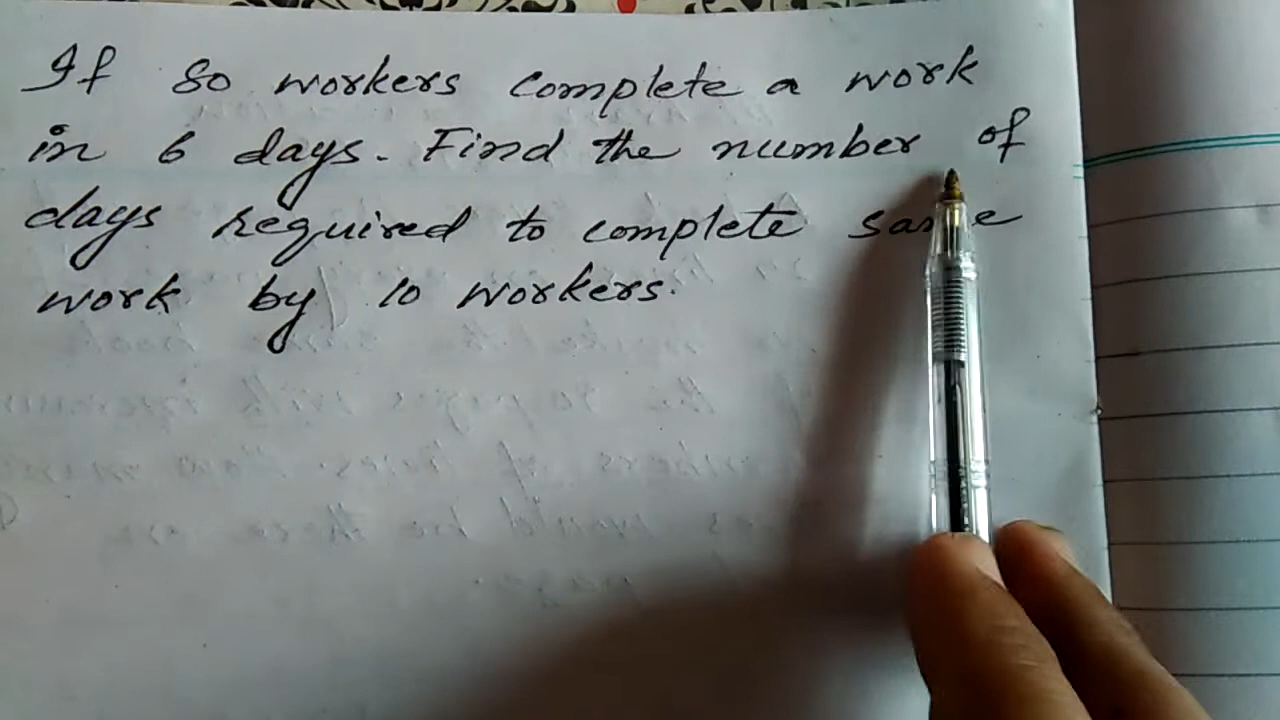 If 80 workers complete a work
in 6 days. Find the number of
days required to complete same
work by 10 workers.